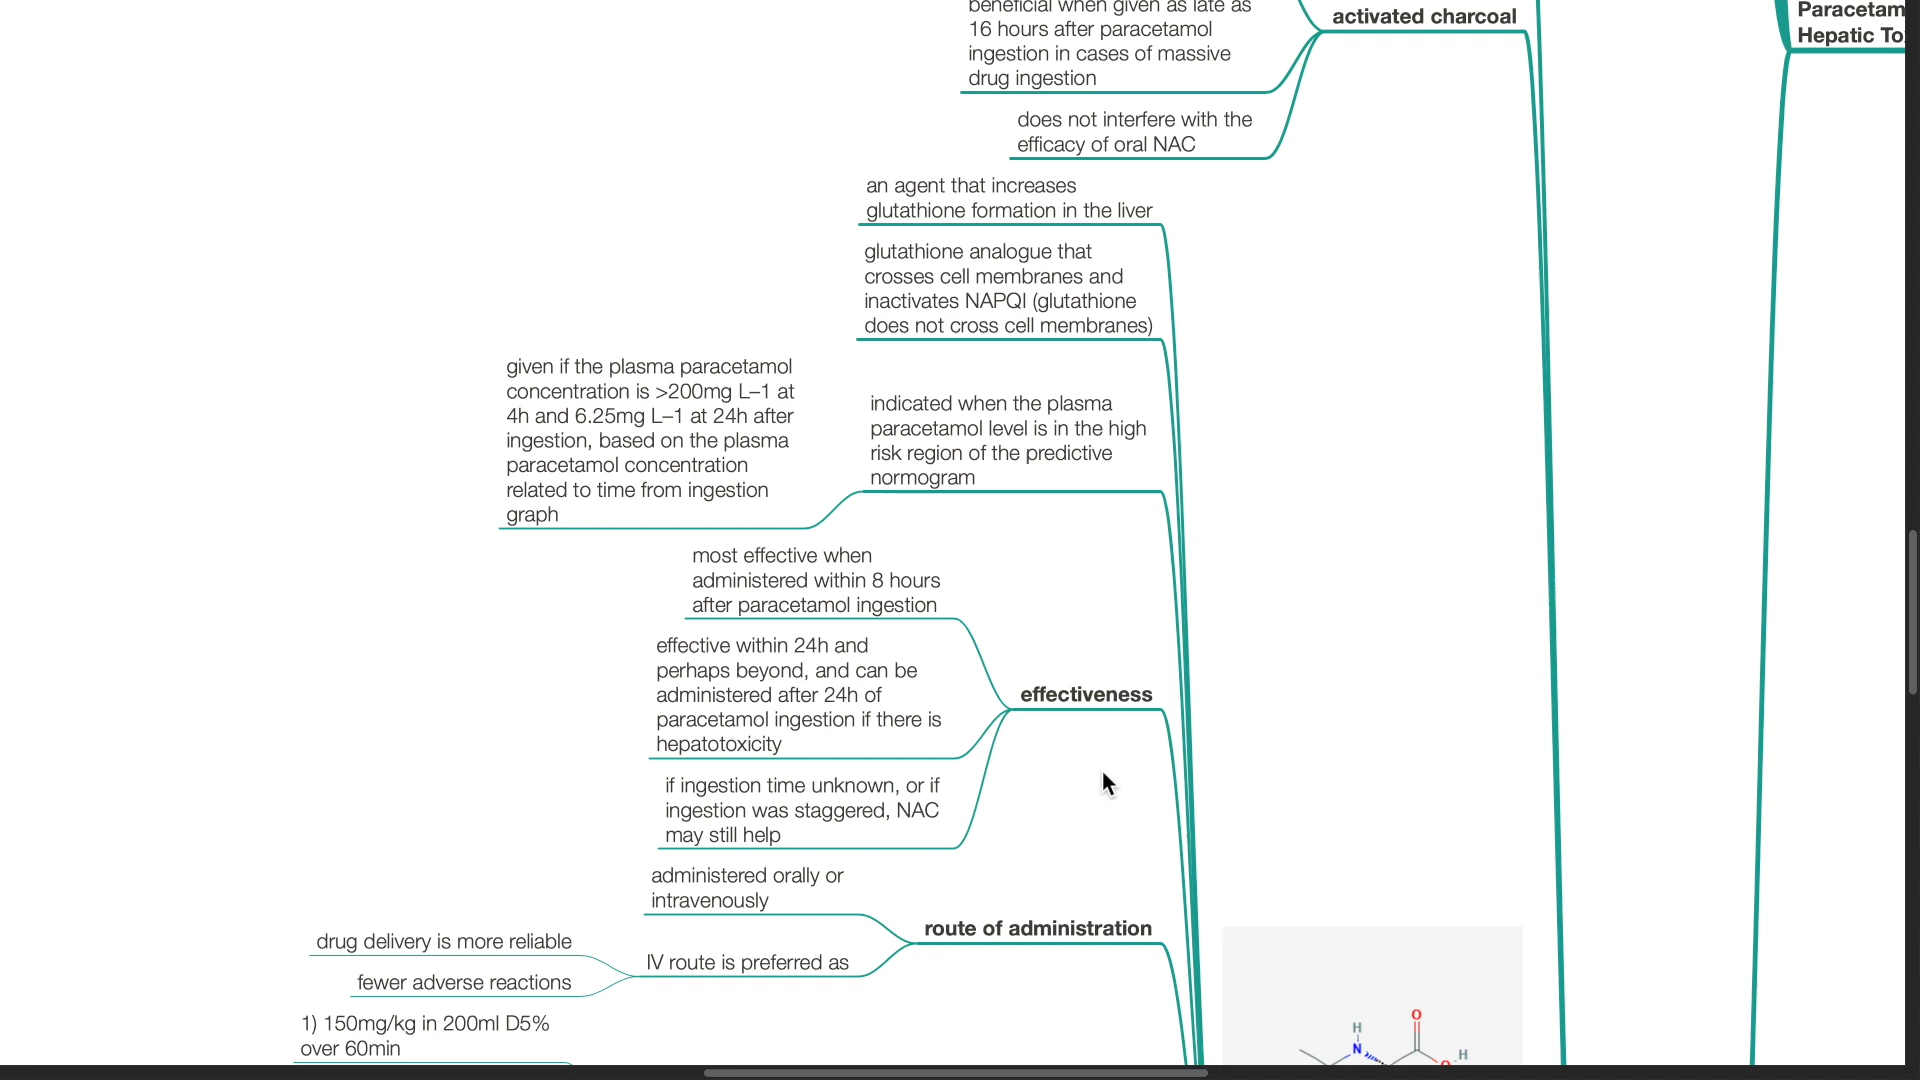 beneficial when given as late as
16 hours after paracetamol
ingestion in cases of massive
drug ingestion
does not interfere with the
efficacy of oral NAC
activated charcoal
Paracetam
Hepatic To
an agent that increases
glutathione formation in the liver
glutathione analogue that
crosses cell membranes and
inactivates NAPQI (glutathione
does not cross cell membranes)
given if the plasma paracetamol
concentration is >200mg L–1 at
4h and 6.25mg L–1 at 24h after
ingestion, based on the plasma
paracetamol concentration
related to time from ingestion
graph
indicated when the plasma
paracetamol level is in the high
risk region of the predictive
normogram
most effective when
administered within 8 hours
after paracetamol ingestion
effective within 24h and
perhaps beyond, and can be
administered after 24h of
paracetamol ingestion if there is
hepatotoxicity
if ingestion time unknown, or if
ingestion was staggered, NAC
may still help
effectiveness
administered orally or
intravenously
route of administration
drug delivery is more reliable
fewer adverse reactions
IV route is preferred as
1) 150mg/kg in 200ml D5%
over 60min
H
N
O
O
H